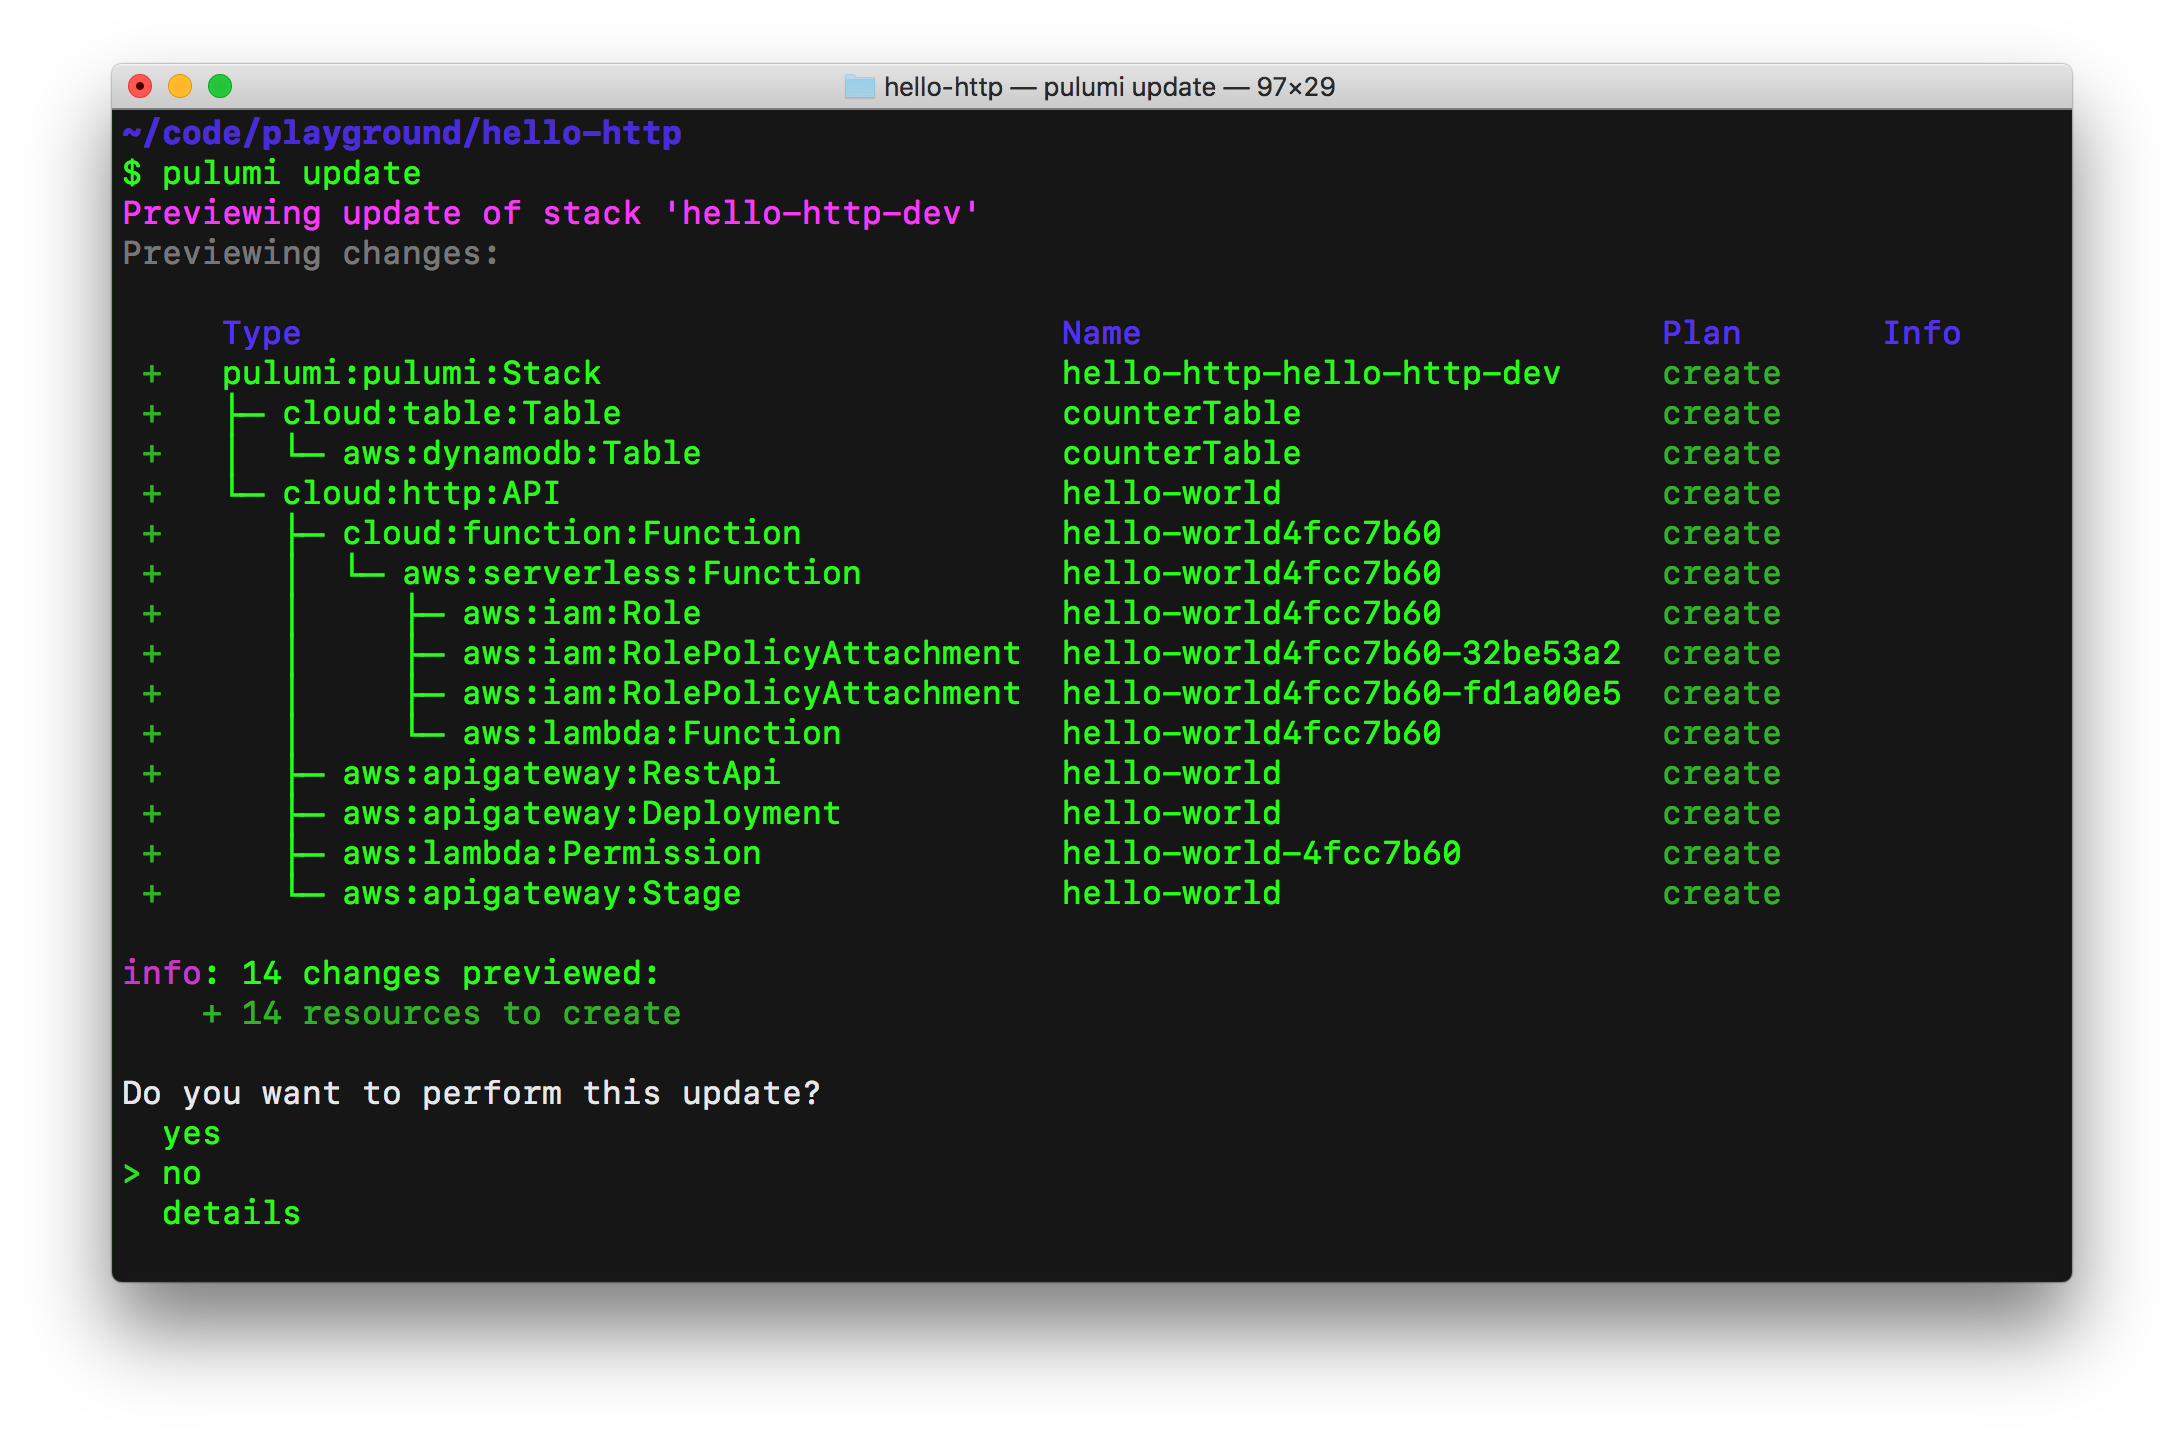 hello-http — pulumi update — 97×29
~/code/playground/hello-http
$ pulumi update
Previewing update of stack 'hello-http-dev'
Previewing changes:
Type Name Plan Info
+ pulumi:pulumi:Stack hello-http-hello-http-dev create
+ ├─ cloud:table:Table counterTable create
+ │ └─ aws:dynamodb:Table counterTable create
+ └─ cloud:http:API hello-world create
+ ├─ cloud:function:Function hello-world4fcc7b60 create
+ │ └─ aws:serverless:Function hello-world4fcc7b60 create
+ │ ├─ aws:iam:Role hello-world4fcc7b60 create
+ │ ├─ aws:iam:RolePolicyAttachment hello-world4fcc7b60-32be53a2 create
+ │ ├─ aws:iam:RolePolicyAttachment hello-world4fcc7b60-fd1a00e5 create
+ │ └─ aws:lambda:Function hello-world4fcc7b60 create
+ ├─ aws:apigateway:RestApi hello-world create
+ ├─ aws:apigateway:Deployment hello-world create
+ ├─ aws:lambda:Permission hello-world-4fcc7b60 create
+ └─ aws:apigateway:Stage hello-world create
info: 14 changes previewed:
+ 14 resources to create
Do you want to perform this update?
yes
> no
details